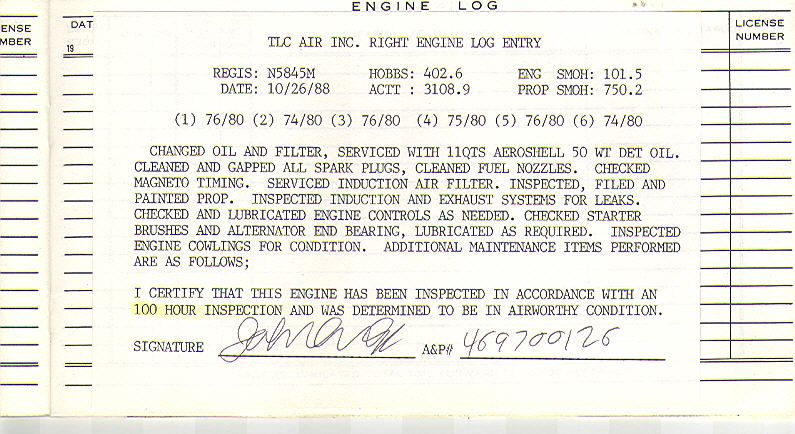 ENGINE LOG
ENSE
MBER
DAT
19
LICENSE
NUMBER
TLC AIR INC. RIGHT ENGINE LOG ENTRY
REGIS: N5845M HOBBS: 402.6 ENG SMOH: 101.5
DATE: 10/26/88 ACTT : 3108.9 PROP SMOH: 750.2
(1) 76/80 (2) 74/80 (3) 76/80 (4) 75/80 (5) 76/80 (6) 74/80
CHANGED OIL AND FILTER, SERVICED WITH 11QTS AEROSHELL 50 WT DET OIL.
CLEANED AND GAPPED ALL SPARK PLUGS, CLEANED FUEL NOZZLES. CHECKED
MAGNETO TIMING. SERVICED INDUCTION AIR FILTER. INSPECTED, FILED AND
PAINTED PROP. INSPECTED INDUCTION AND EXHAUST SYSTEMS FOR LEAKS.
CHECKED AND LUBRICATED ENGINE CONTROLS AS NEEDED. CHECKED STARTER
BRUSHES AND ALTERNATOR END BEARING, LUBRICATED AS REQUIRED. INSPECTED
ENGINE COWLINGS FOR CONDITION. ADDITIONAL MAINTENANCE ITEMS PERFORMED
ARE AS FOLLOWS;
I CERTIFY THAT THIS ENGINE HAS BEEN INSPECTED IN ACCORDANCE WITH AN
100 HOUR INSPECTION AND WAS DETERMINED TO BE IN AIRWORTHY CONDITION.
SIGNATURE A&P# 469700126